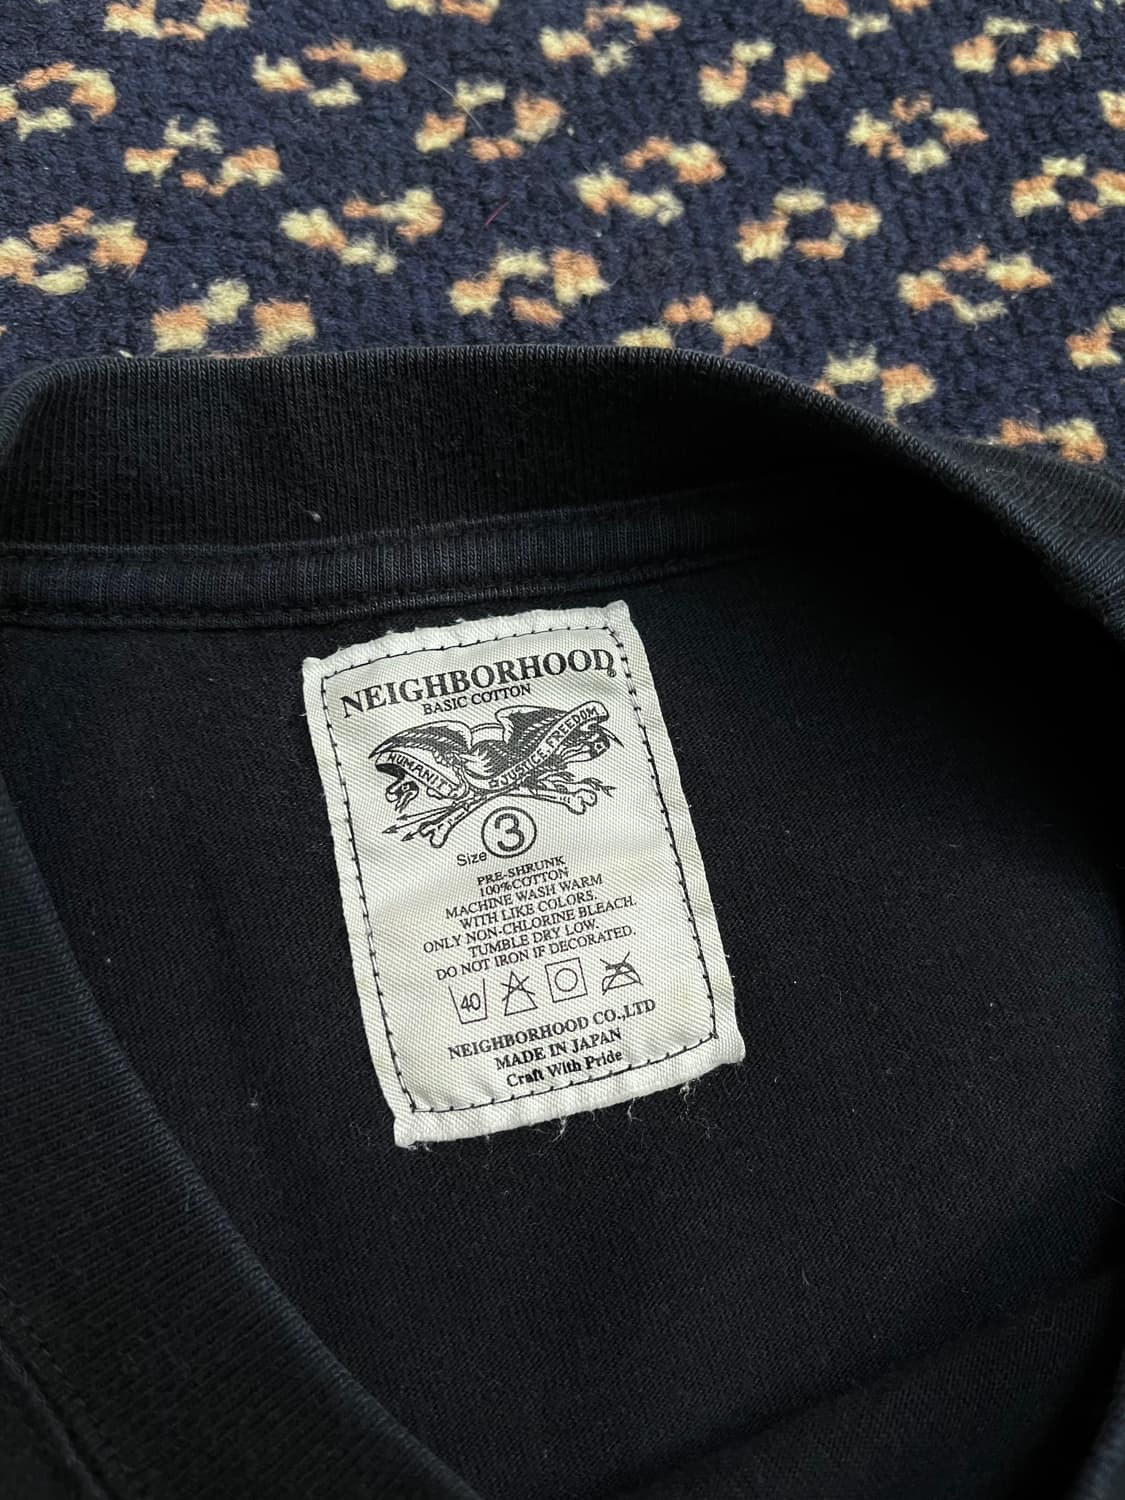 NEIGHBORHOOD®
BASIC COTTON
HUMANITY
JUSTICE FREEDOM
Size 3
PRE-SHRUNK
100%COTTON
MACHINE WASH WARM
WITH LIKE COLORS.
ONLY NON-CHLORINE BLEACH.
TUMBLE DRY LOW.
DO NOT IRON IF DECORATED.
40
NEIGHBORHOOD CO.,LTD
MADE IN JAPAN
Craft With Pride